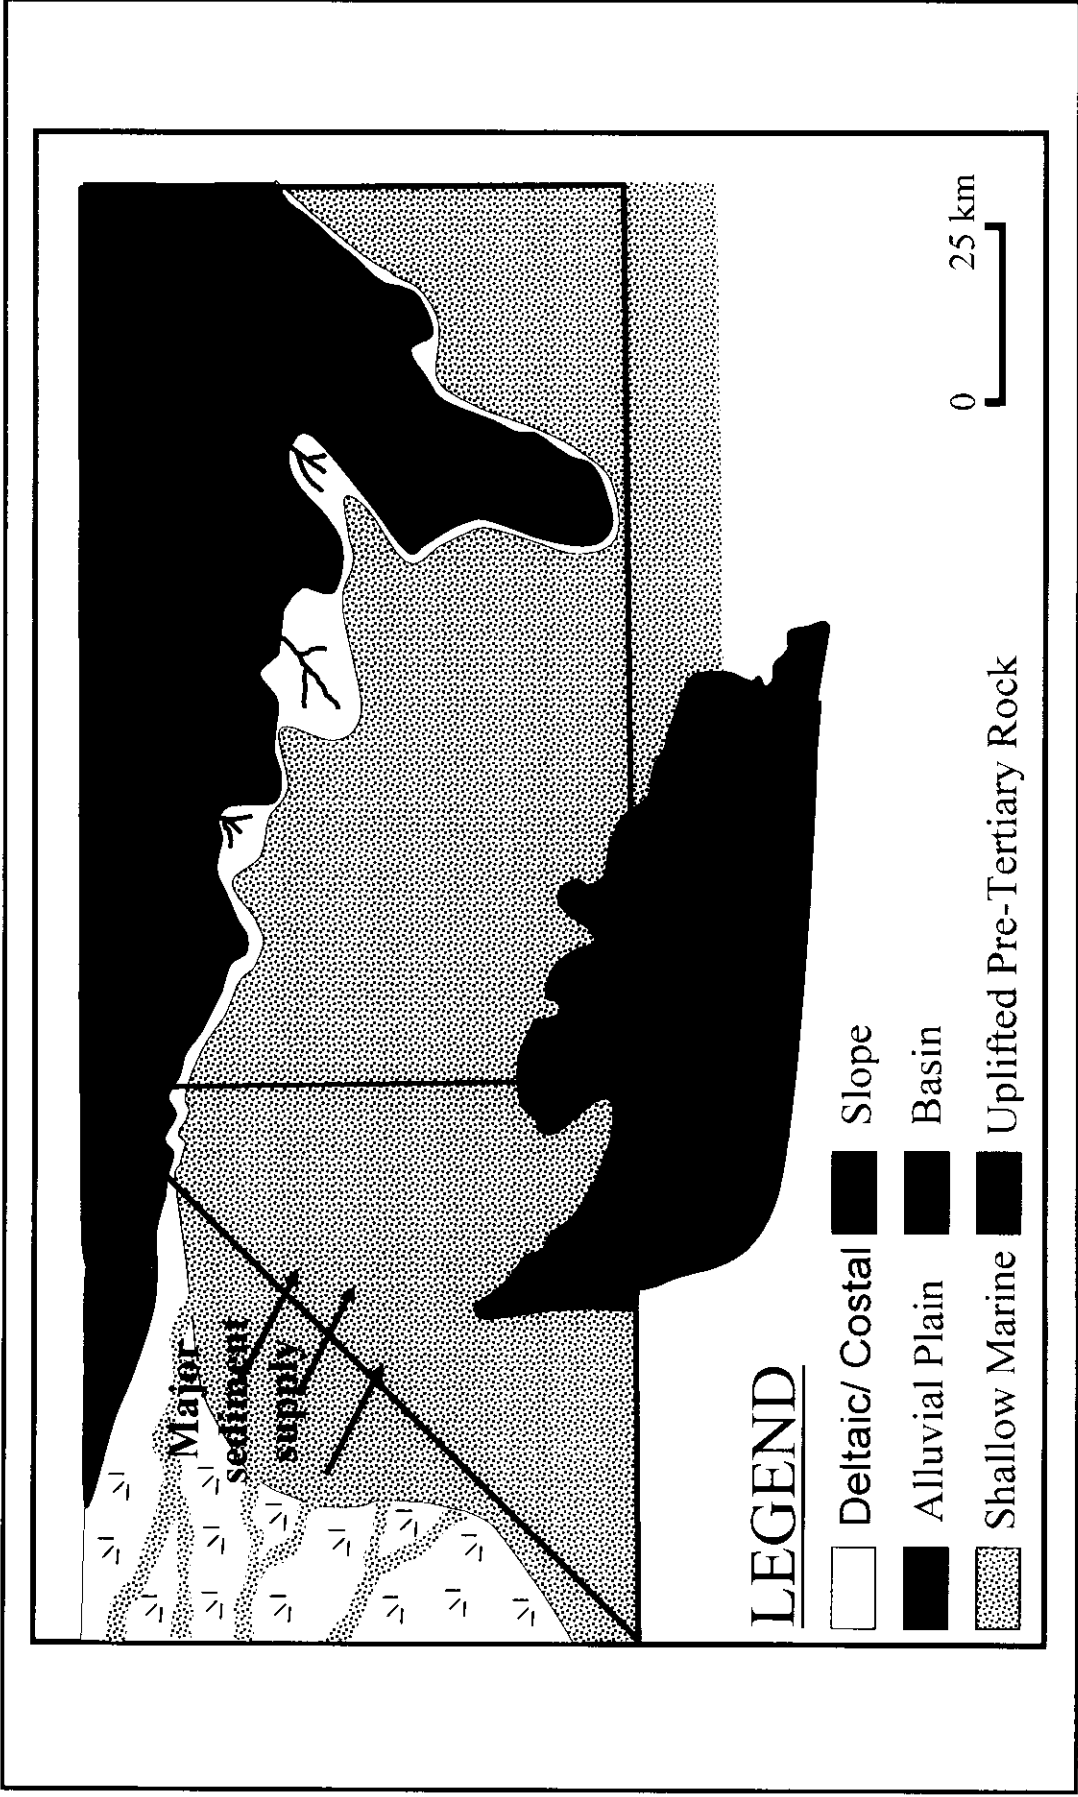 Major
sediment
supply
LEGEND
Deltaic/ Costal
Slope
Alluvial Plain
Basin
Shallow Marine
Uplifted Pre-Tertiary Rock
0 25 km